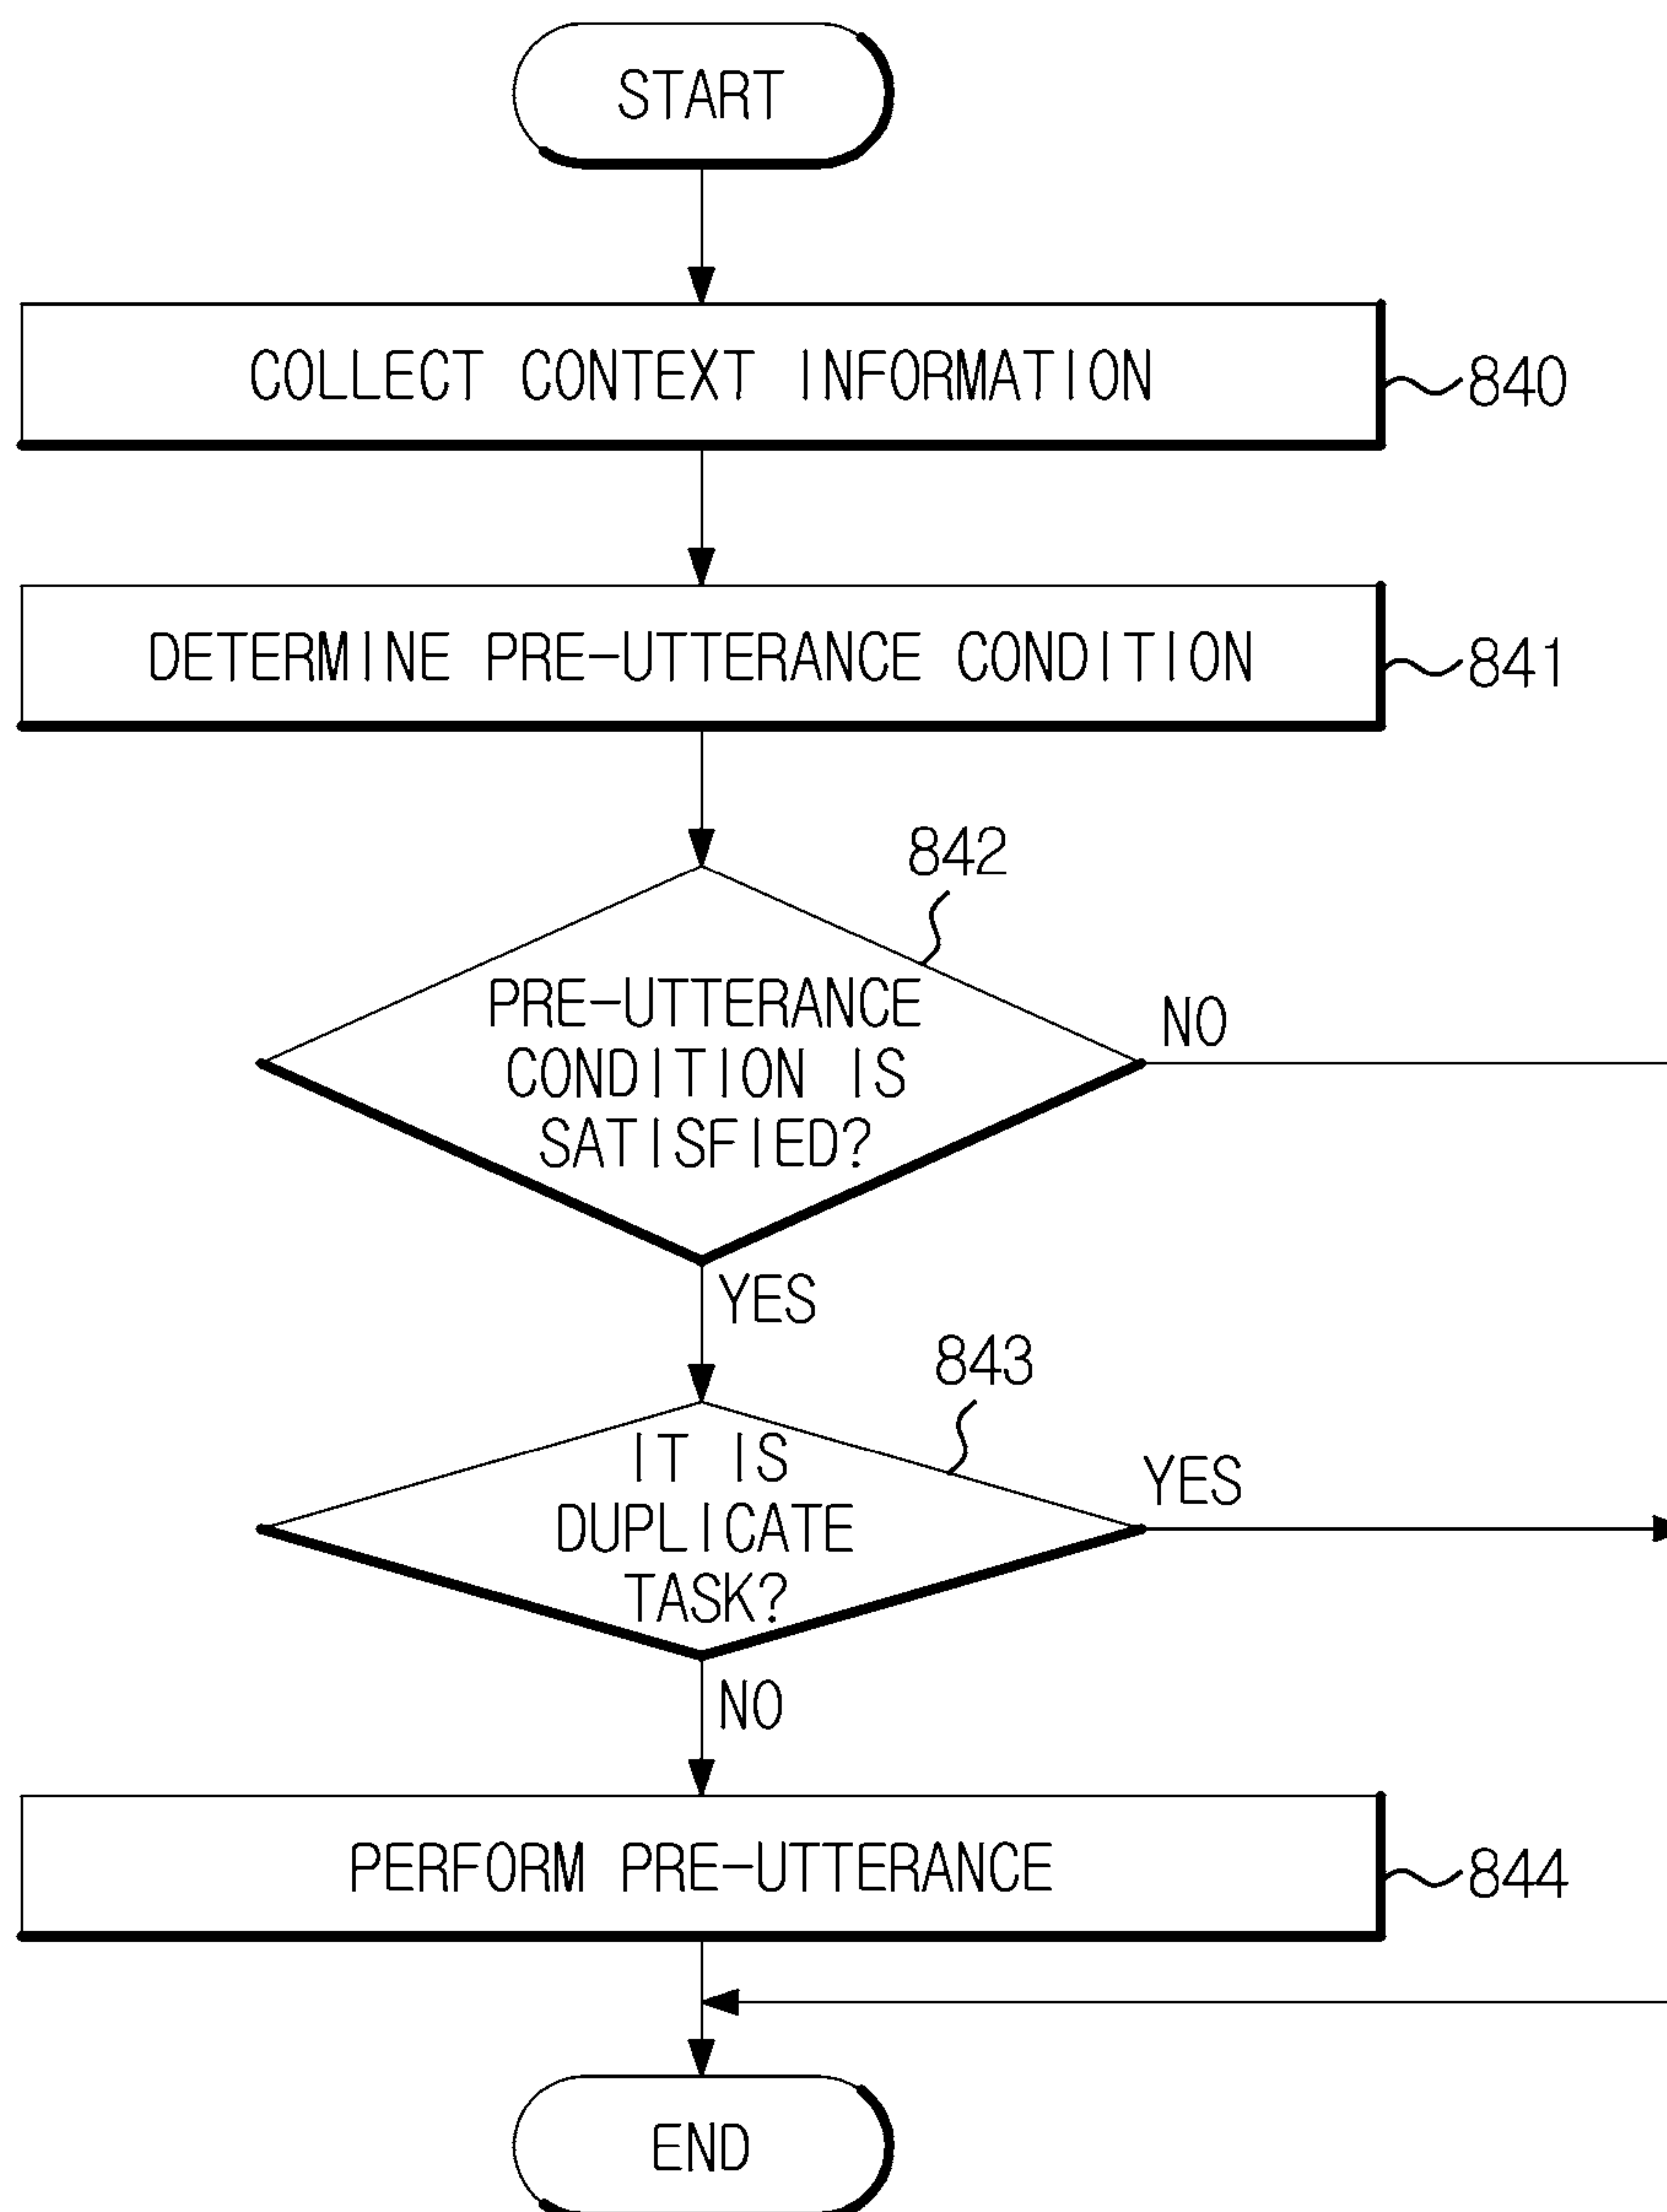 START
COLLECT CONTEXT INFORMATION
840
DETERMINE PRE-UTTERANCE CONDITION
841
842
PRE-UTTERANCE
CONDITION IS
SATISFIED?
NO
YES
843
IT IS
DUPLICATE
TASK?
YES
NO
PERFORM PRE-UTTERANCE
844
END